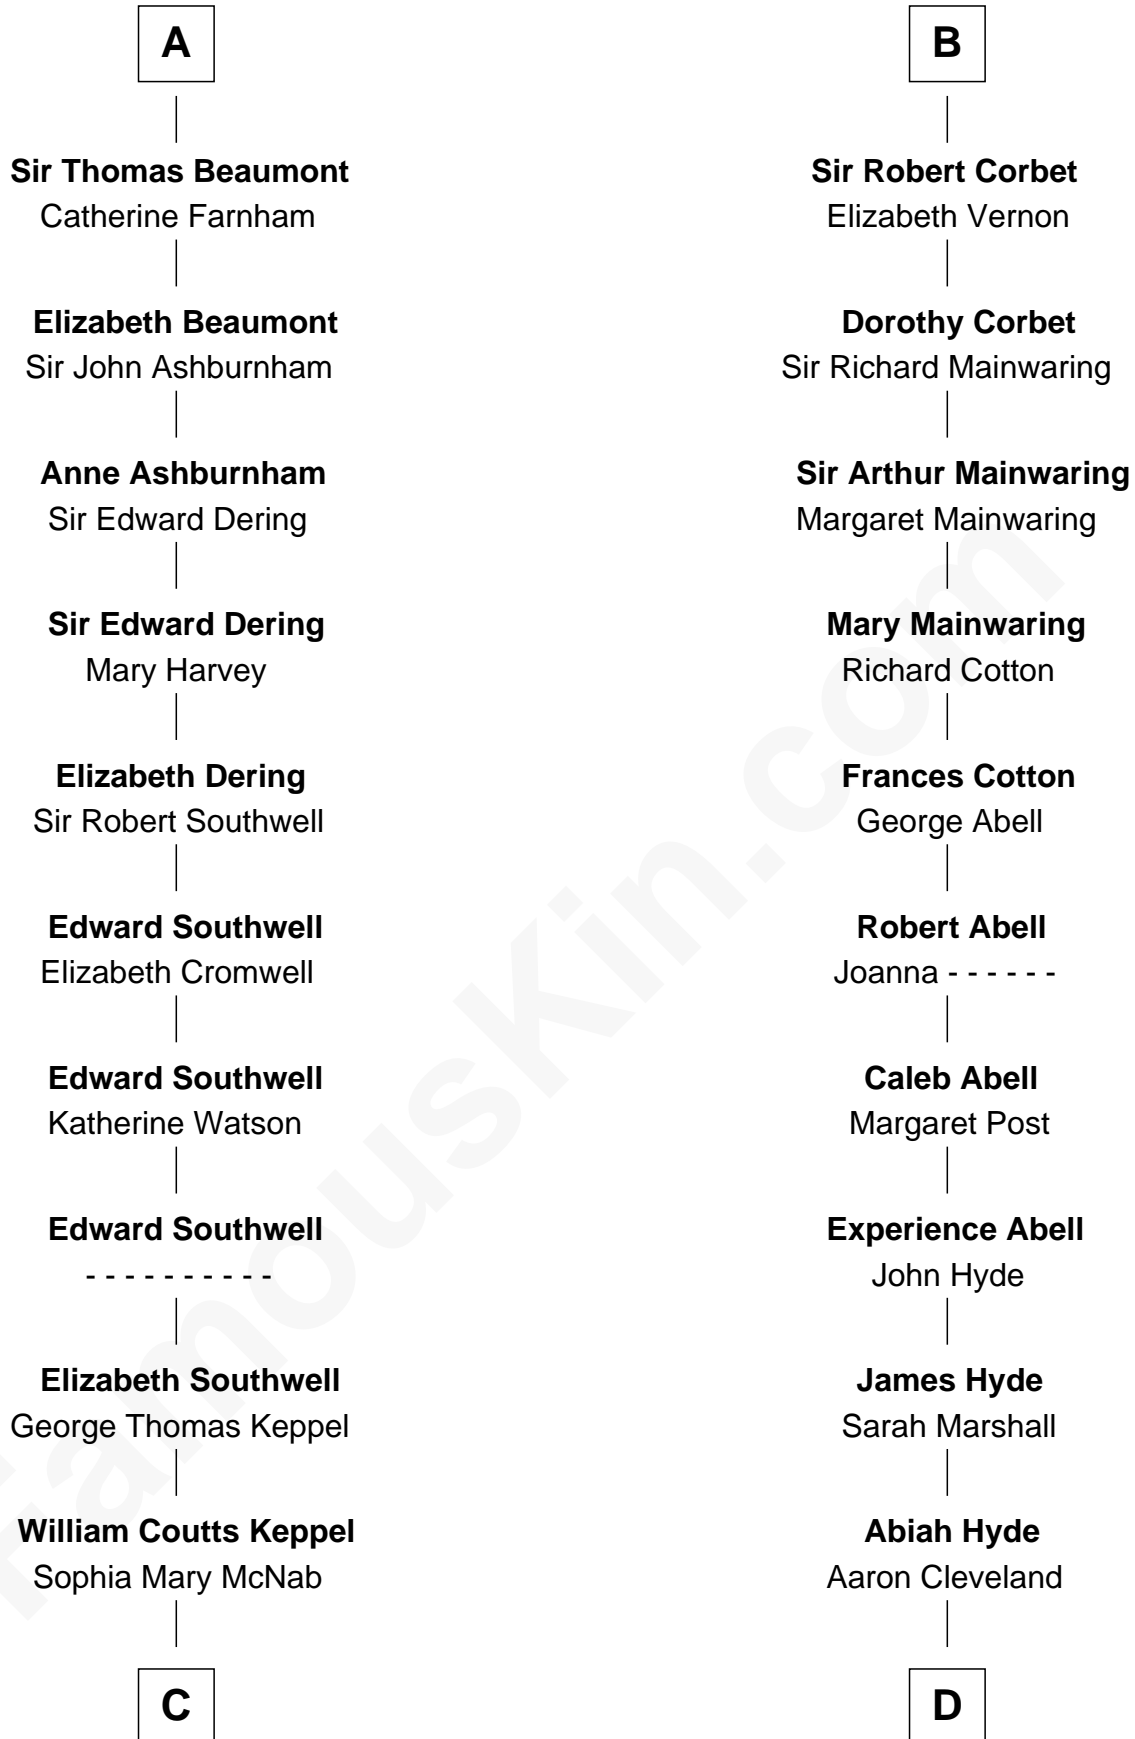 A
Sir Thomas Beaumont
Catherine Farnham
Elizabeth Beaumont
Sir John Ashburnham
Anne Ashburnham
Sir Edward Dering
Sir Edward Dering
Mary Harvey
Elizabeth Dering
Sir Robert Southwell
Edward Southwell
Elizabeth Cromwell
Edward Southwell
Katherine Watson
Edward Southwell
- - - - - - - - - -
Elizabeth Southwell
George Thomas Keppel
William Coutts Keppel
Sophia Mary McNab
C
B
Sir Robert Corbet
Elizabeth Vernon
Dorothy Corbet
Sir Richard Mainwaring
Sir Arthur Mainwaring
Margaret Mainwaring
Mary Mainwaring
Richard Cotton
Frances Cotton
George Abell
Robert Abell
Joanna - - - - - -
Caleb Abell
Margaret Post
Experience Abell
John Hyde
James Hyde
Sarah Marshall
Abiah Hyde
Aaron Cleveland
D
FamousKin.com